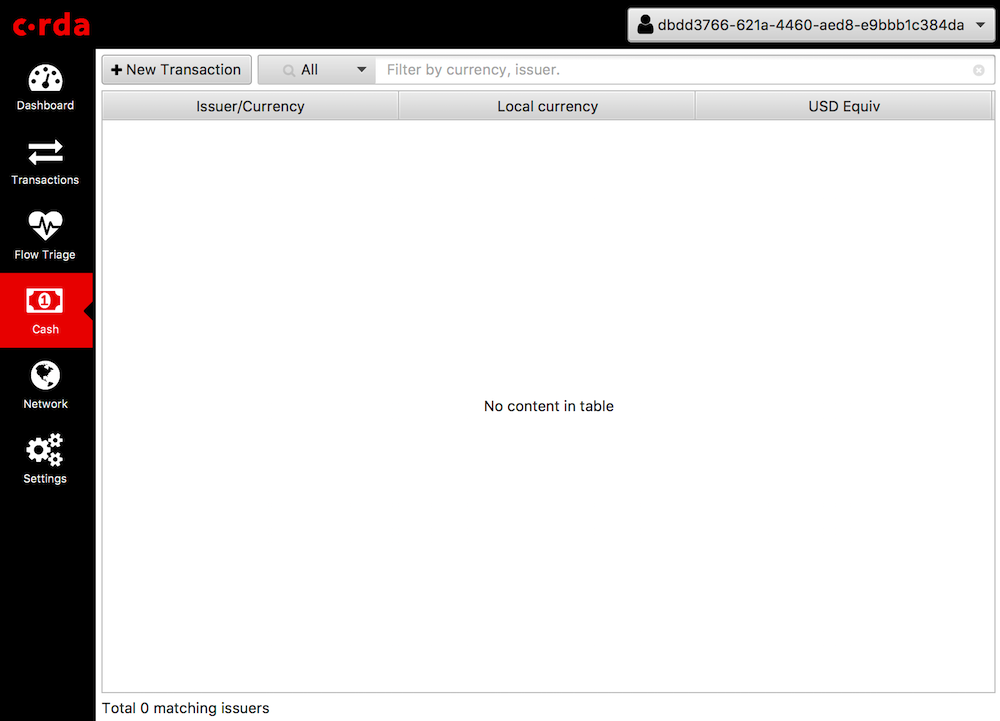 c·rda
dbdd3766-621a-4460-aed8-e9bbb1c384da
New Transaction
All
Filter by currency, issuer.
Issuer/Currency
Local currency
USD Equiv
Dashboard
Transactions
Flow Triage
1
Cash
Network
Settings
No content in table
Total 0 matching issuers